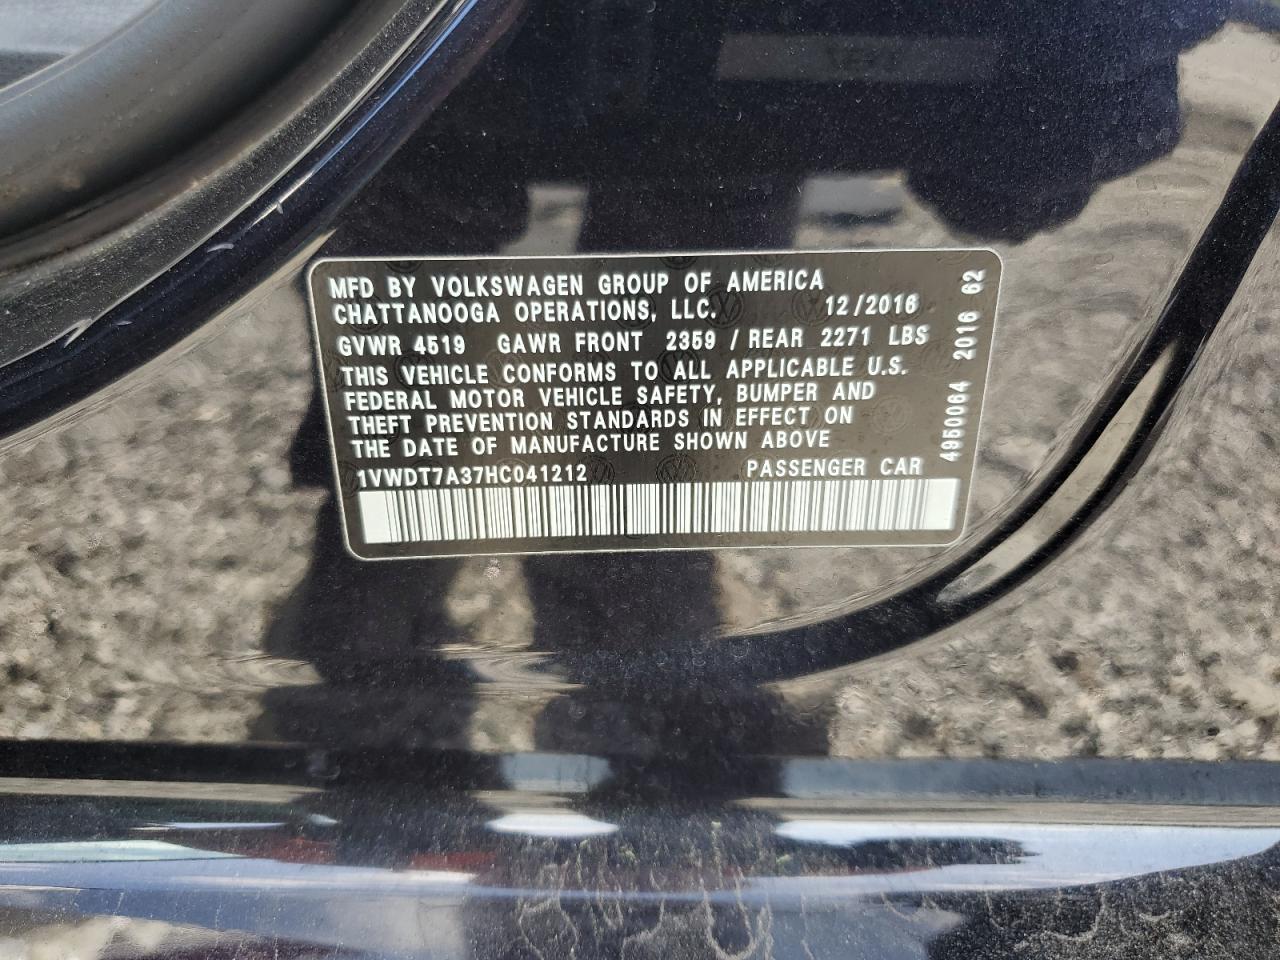 MFD BY VOLKSWAGEN GROUP OF AMERICA
CHATTANOOGA OPERATIONS, LLC. 12/2016
GVWR 4519 GAWR FRONT 2359 / REAR 2271 LBS
THIS VEHICLE CONFORMS TO ALL APPLICABLE U.S.
FEDERAL MOTOR VEHICLE SAFETY, BUMPER AND
THEFT PREVENTION STANDARDS IN EFFECT ON
THE DATE OF MANUFACTURE SHOWN ABOVE
1VWDT7A37HC041212 PASSENGER CAR
4950064 2016 62